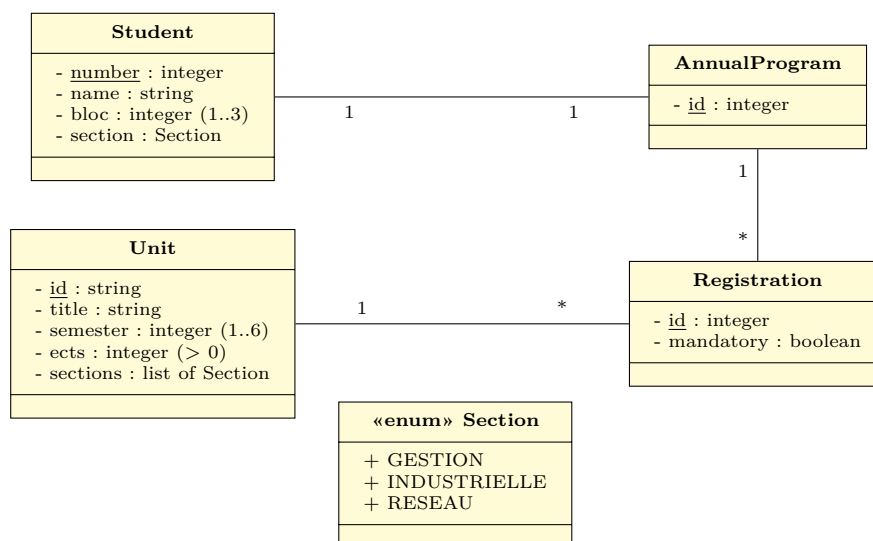 Student
- number : integer
- name : string
- bloc : integer (1..3)
- section : Section
1
1
AnnualProgram
- id : integer
1
*
Unit
- id : string
- title : string
- semester : integer (1..6)
- ects : integer (> 0)
- sections : list of Section
1
*
Registration
- id : integer
- mandatory : boolean
«enum» Section
+ GESTION
+ INDUSTRIELLE
+ RESEAU